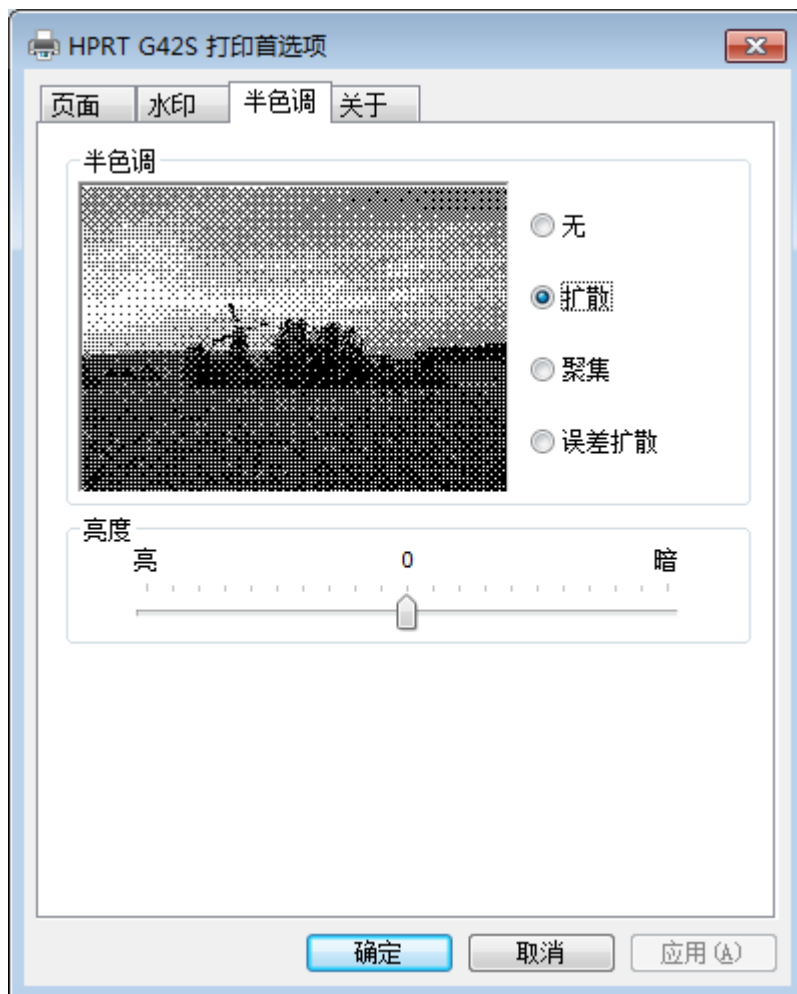 HPRT G42S 打印首选项
页面 水印 半色调 关于
半色调
无
扩散
聚集
误差扩散
亮度
亮 0 暗
确定 取消 应用(A)